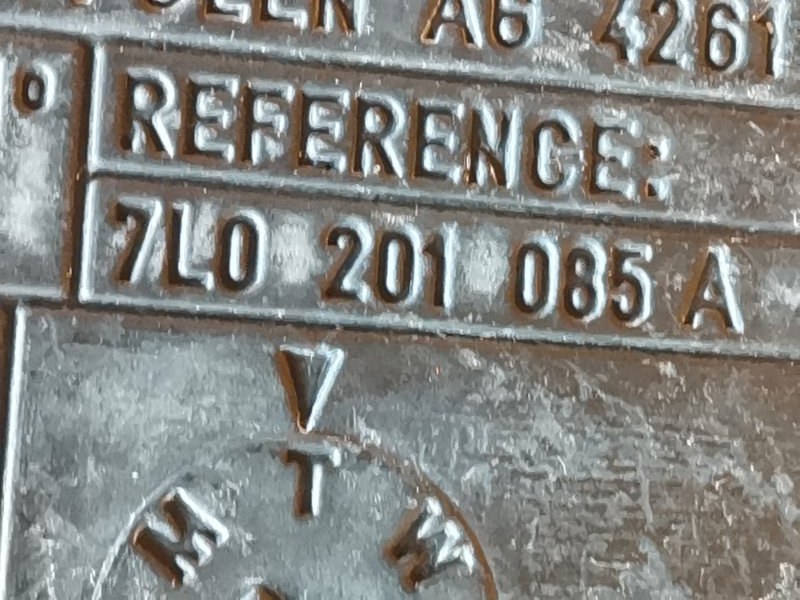 AG 4261
o
REFERENCE:
7L0 201 085 A
V
T
M W